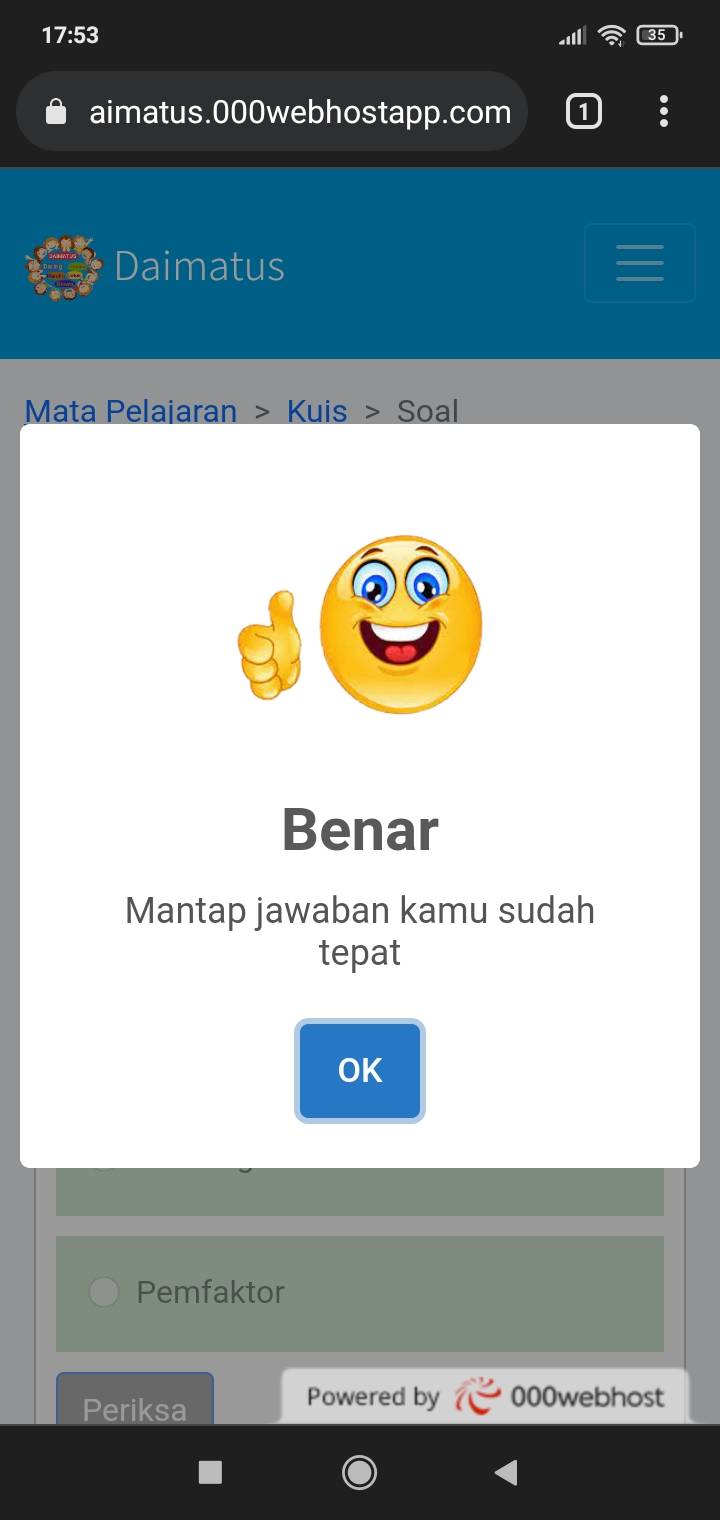 17:53
35
aimatus.000webhostapp.com
1
DAIMATUS
Daimatus
Mata Pelajaran > Kuis > Soal
Benar
Mantap jawaban kamu sudah
tepat
OK
Pemfaktor
Periksa
Powered by 000webhost